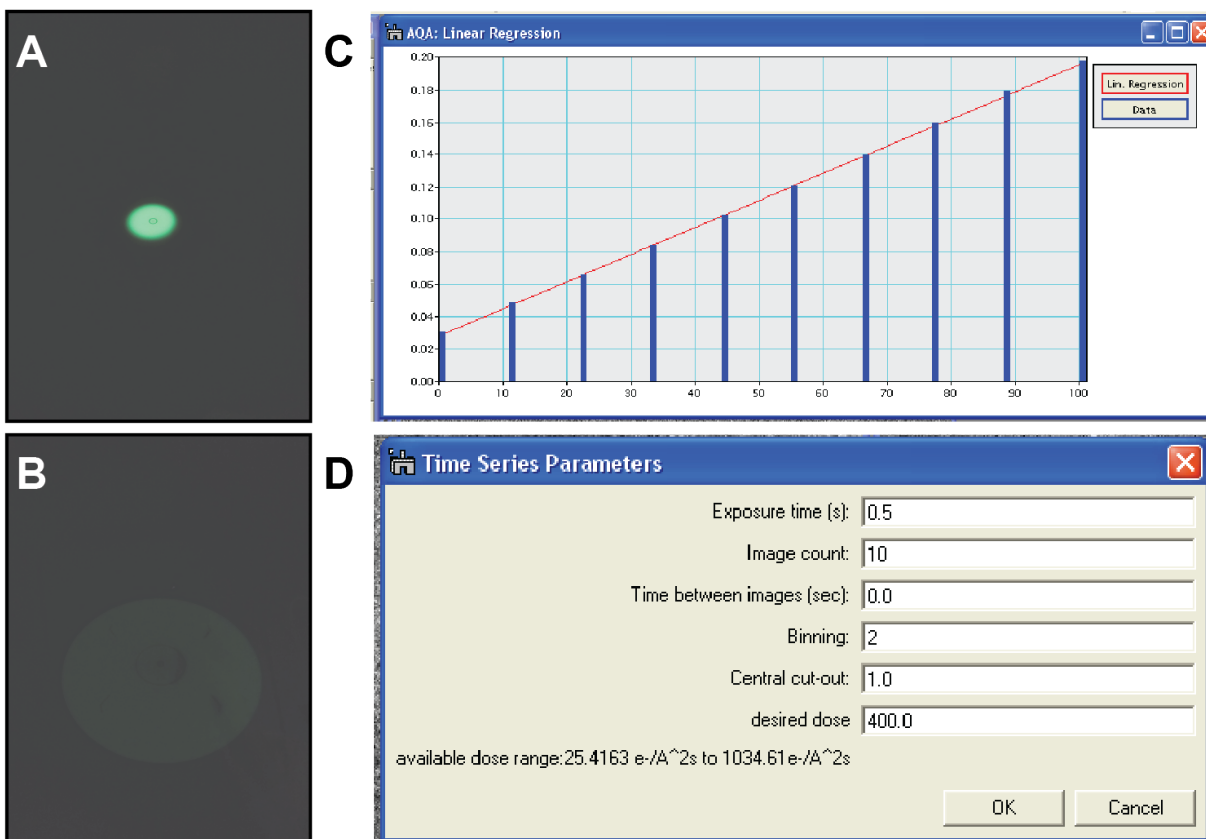 A
C
AQA: Linear Regression
0.20
0.18
0.16
0.14
0.12
0.10
0.08
0.06
0.04
0.02
0.00
0 10 20 30 40 50 60 70 80 90 100
Lin. Regression
Data
B
D
Time Series Parameters
Exposure time (s): 0.5
Image count: 10
Time between images (sec): 0.0
Binning: 2
Central cut-out: 1.0
desired dose 400.0
available dose range:25.4163 e-/A^2s to 1034.61e-/A^2s
OK Cancel